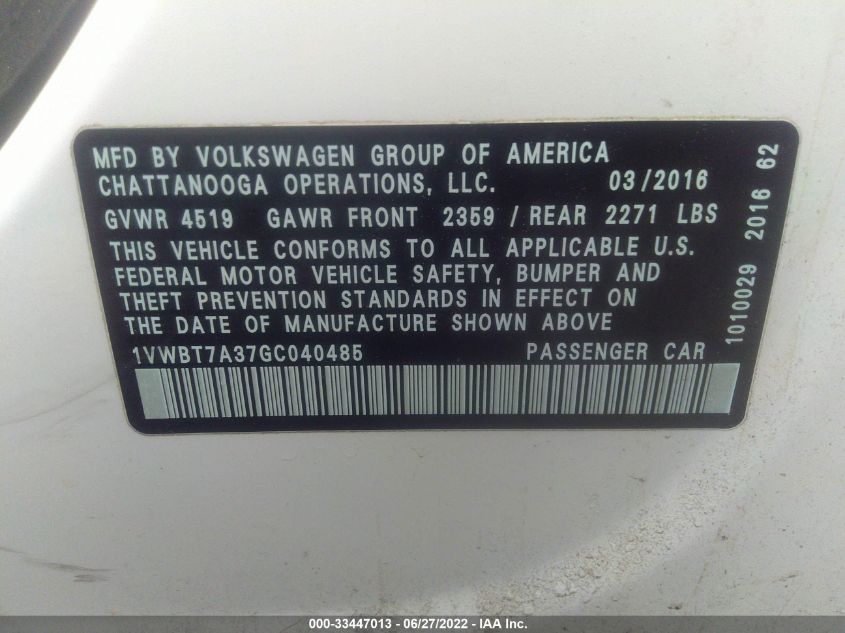 MFD BY VOLKSWAGEN GROUP OF AMERICA
CHATTANOOGA OPERATIONS, LLC. 03/2016
GVWR 4519 GAWR FRONT 2359 / REAR 2271 LBS
THIS VEHICLE CONFORMS TO ALL APPLICABLE U.S.
FEDERAL MOTOR VEHICLE SAFETY, BUMPER AND
THEFT PREVENTION STANDARDS IN EFFECT ON
THE DATE OF MANUFACTURE SHOWN ABOVE
1VWBT7A37GC040485 PASSENGER CAR
1010029 2016 62
000-33447013 - 06/27/2022 - IAA Inc.